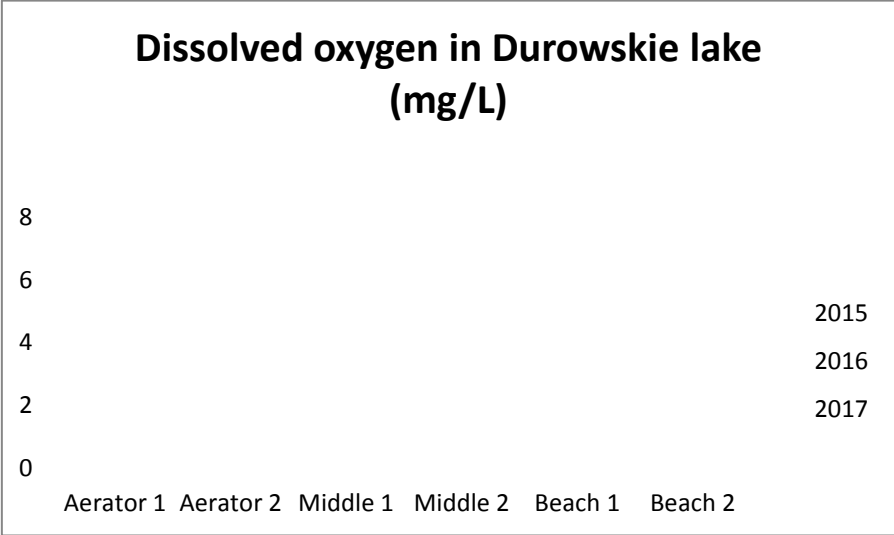 Dissolved oxygen in Durowskie lake
(mg/L)
8
6
4
2
0
2015
2016
2017
Aerator 1 Aerator 2 Middle 1 Middle 2 Beach 1 Beach 2